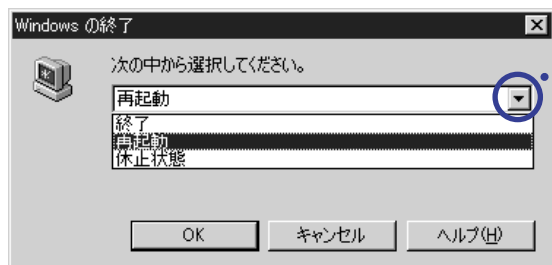 Windows の終了
次の中から選択してください。
再起動
終了
再起動
休止状態
OK
キャンセル
ヘルプ(H)